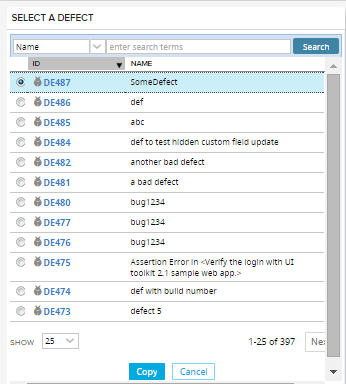 SELECT A DEFECT
Name enter search terms Search
ID NAME
DE487 SomeDefect
DE486 def
DE485 abc
DE484 def to test hidden custom field update
DE482 another bad defect
DE481 a bad defect
DE480 bug1234
DE477 bug1234
DE476 bug1234
DE475 Assertion Error in <Verify the login with UI
toolkit 2.1 sample web app.>
DE474 def with build number
DE473 defect 5
SHOW 25 1-25 of 397 Nex
Copy Cancel